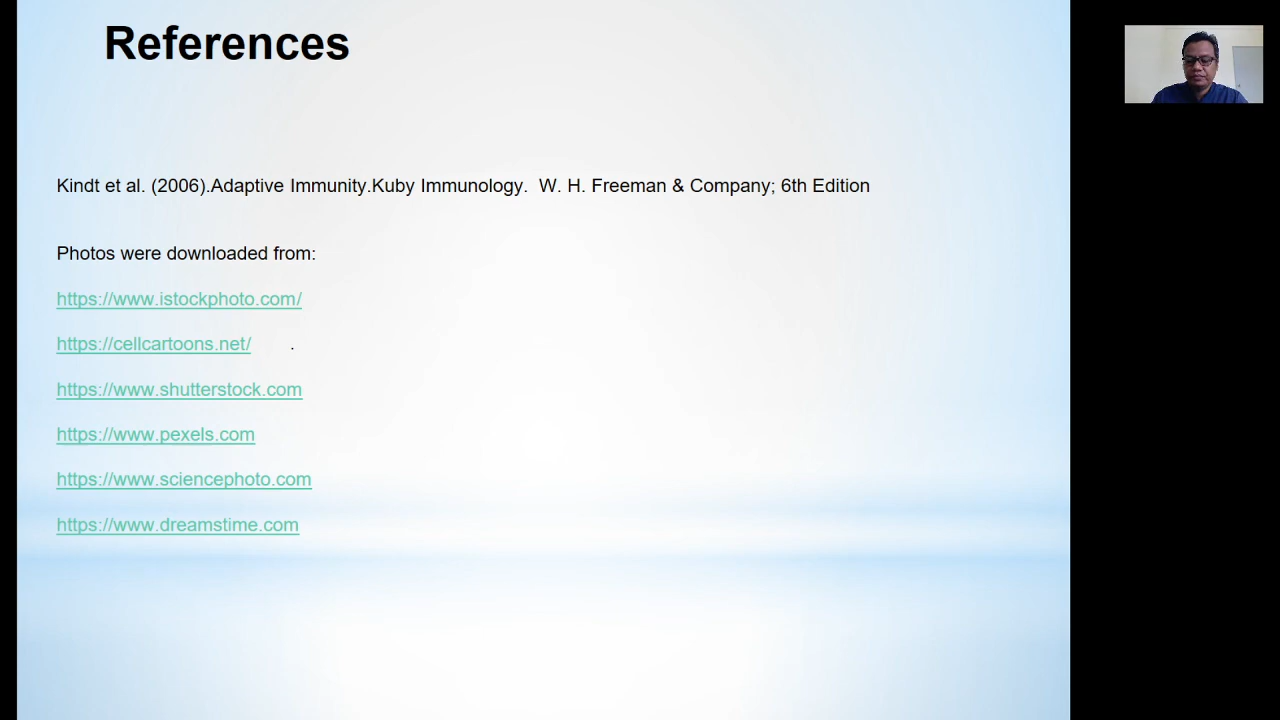 References
Kindt et al. (2006).Adaptive Immunity.Kuby Immunology.  W. H. Freeman & Company; 6th Edition
Photos were downloaded from:
https://www.istockphoto.com/
https://cellcartoons.net/ .
https://www.shutterstock.com
https://www.pexels.com
https://www.sciencephoto.com
https://www.dreamstime.com